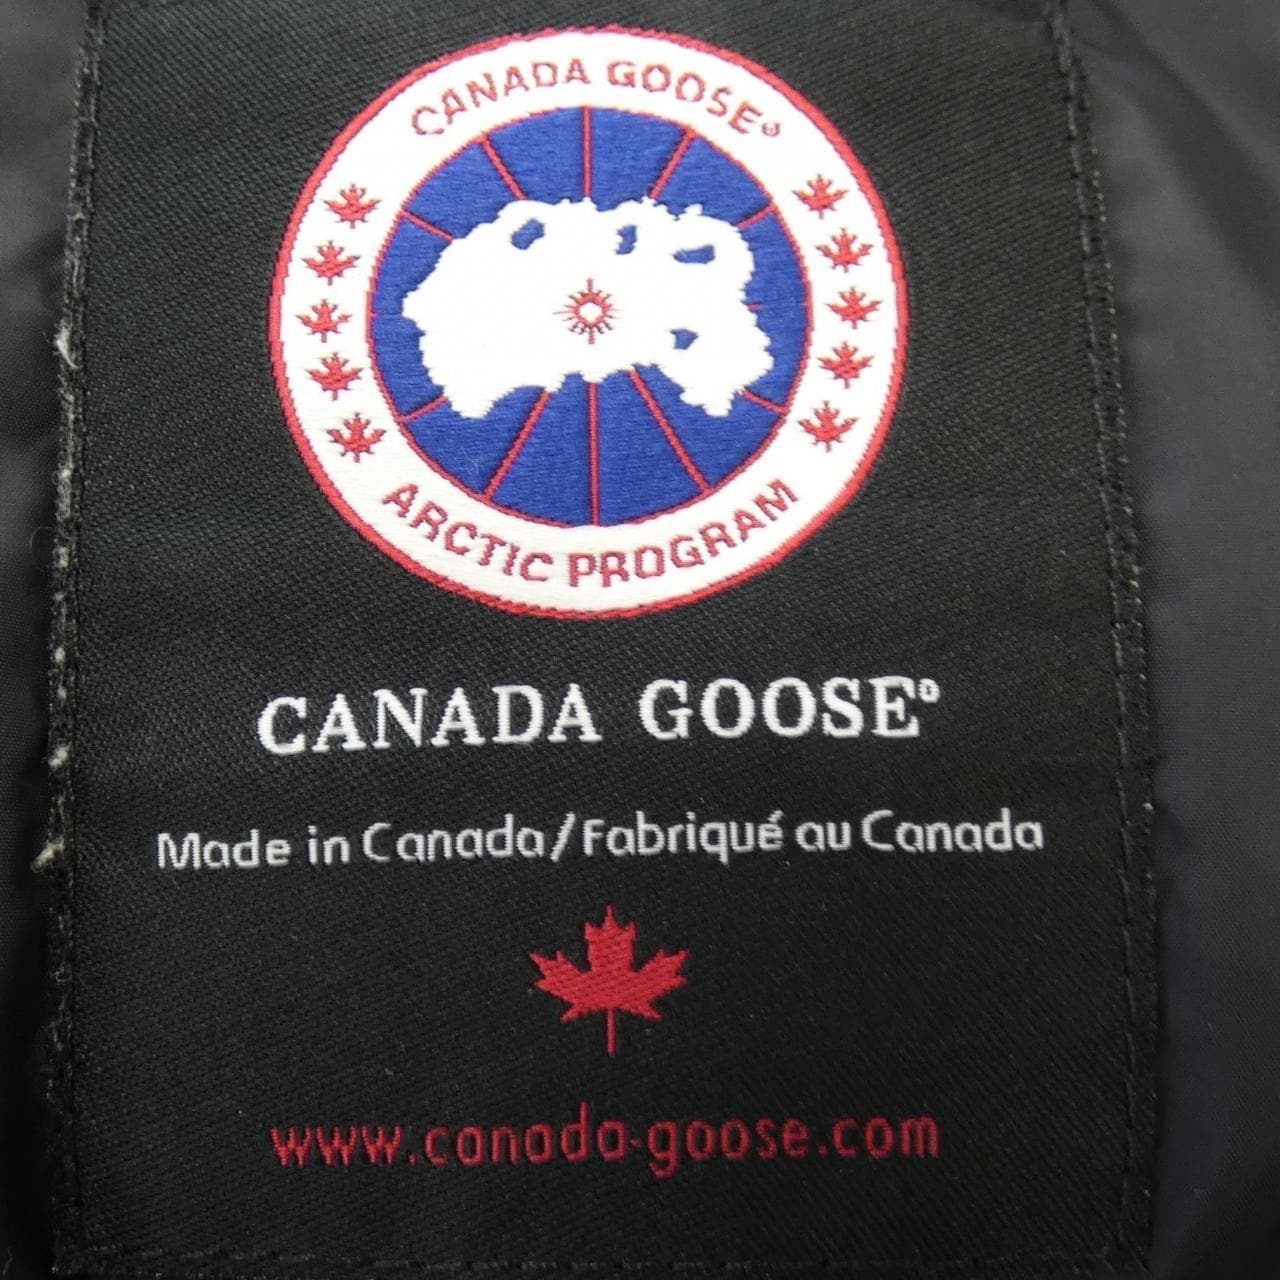 CANADA GOOSE®
ARCTIC PROGRAM
CANADA GOOSE®
Made in Canada/Fabriqué au Canada
www.canada-goose.com